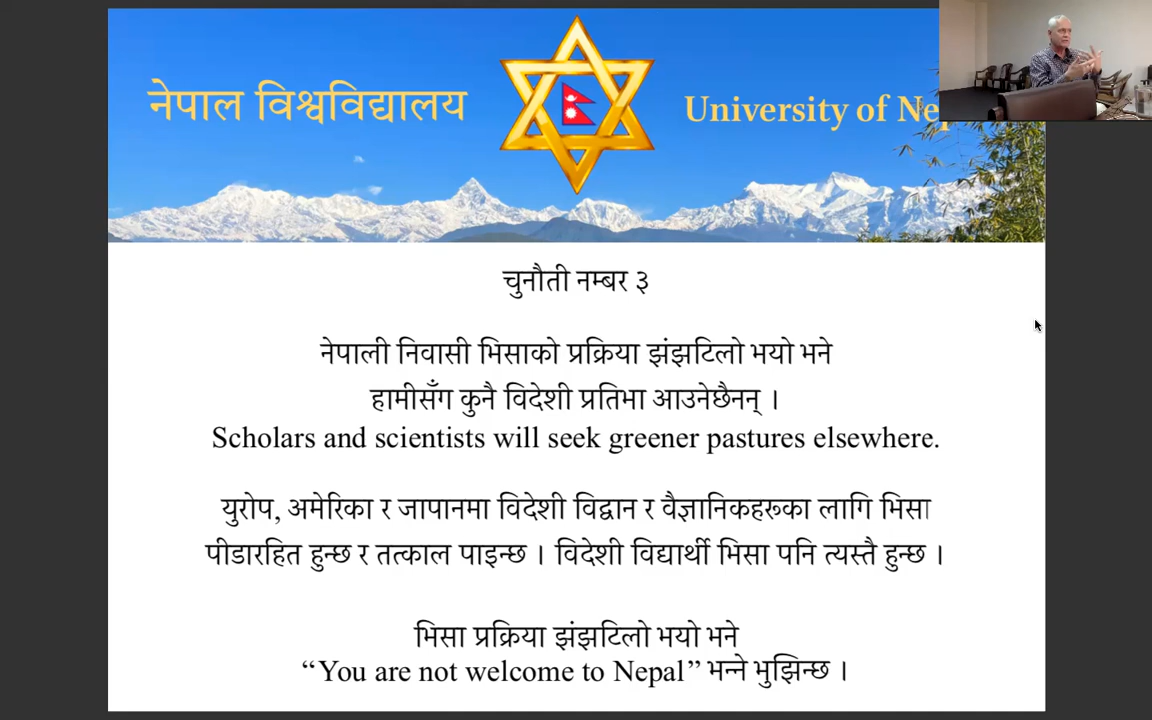 नेपाल विश्वविद्यालय
University of
चुनौती नम्बर ३
नेपाली निवासी भिसाको प्रक्रिया झंझटिलो भयो भने
हामीसँग कुनै विदेशी प्रतिभा आउनेछैनन् ।
Scholars and scientists will seek greener pastures elsewhere.
युरोप, अमेरिका र जापानमा विदेशी विद्वान र वैज्ञानिकहरूका लागि भिसा
पीडारहित हुन्छ र तत्काल पाइन्छ । विदेशी विद्यार्थी भिसा पनि त्यस्तै हुन्छ ।
भिसा प्रक्रिया झंझटिलो भयो भने
“You are not welcome to Nepal” भन्ने भुझिन्छ ।